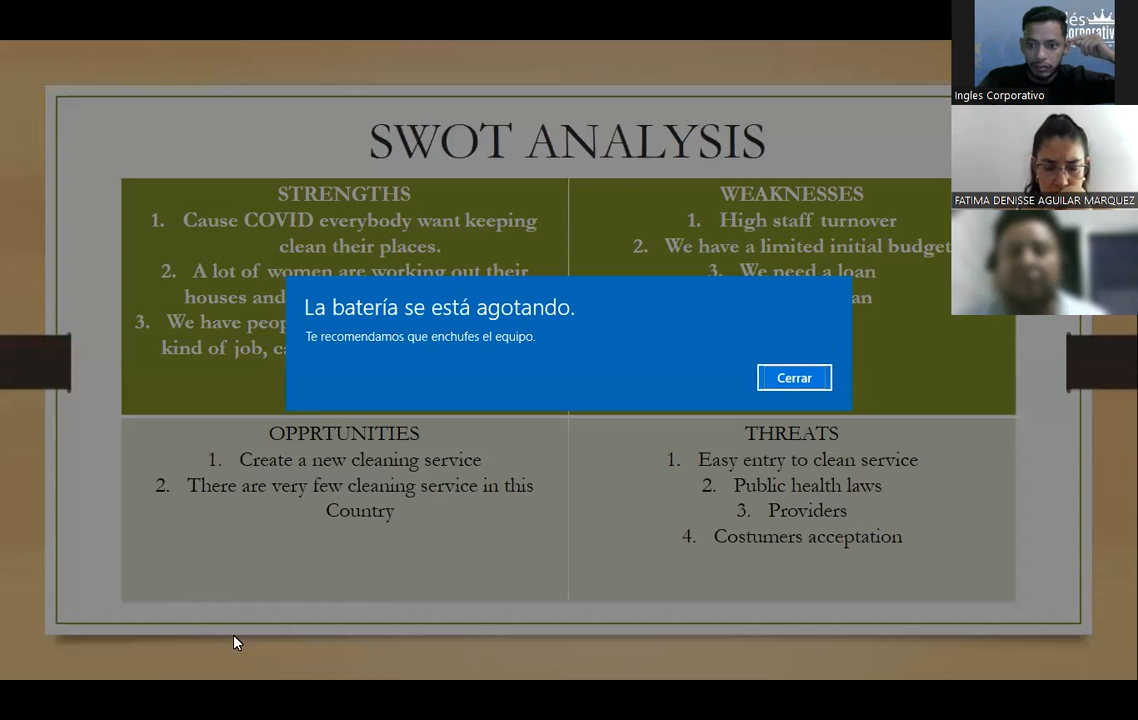 és
orporativ
Ingles Corporativo
FATIMA DENISSE AGUILAR MARQUEZ
SWOT ANALYSIS
STRENGTHS
1. Cause COVID everybody want keeping
clean their places.
2. A lot of women are working out their
houses and
3. We have peop
kind of job, ca
WEAKNESSES
1. High staff turnover
2. We have a limited initial budget
3. We need a loan
an
La batería se está agotando.
Te recomendamos que enchufes el equipo.
Cerrar
OPPRTUNITIES
1. Create a new cleaning service
2. There are very few cleaning service in this
Country
THREATS
1. Easy entry to clean service
2. Public health laws
3. Providers
4. Costumers acceptation